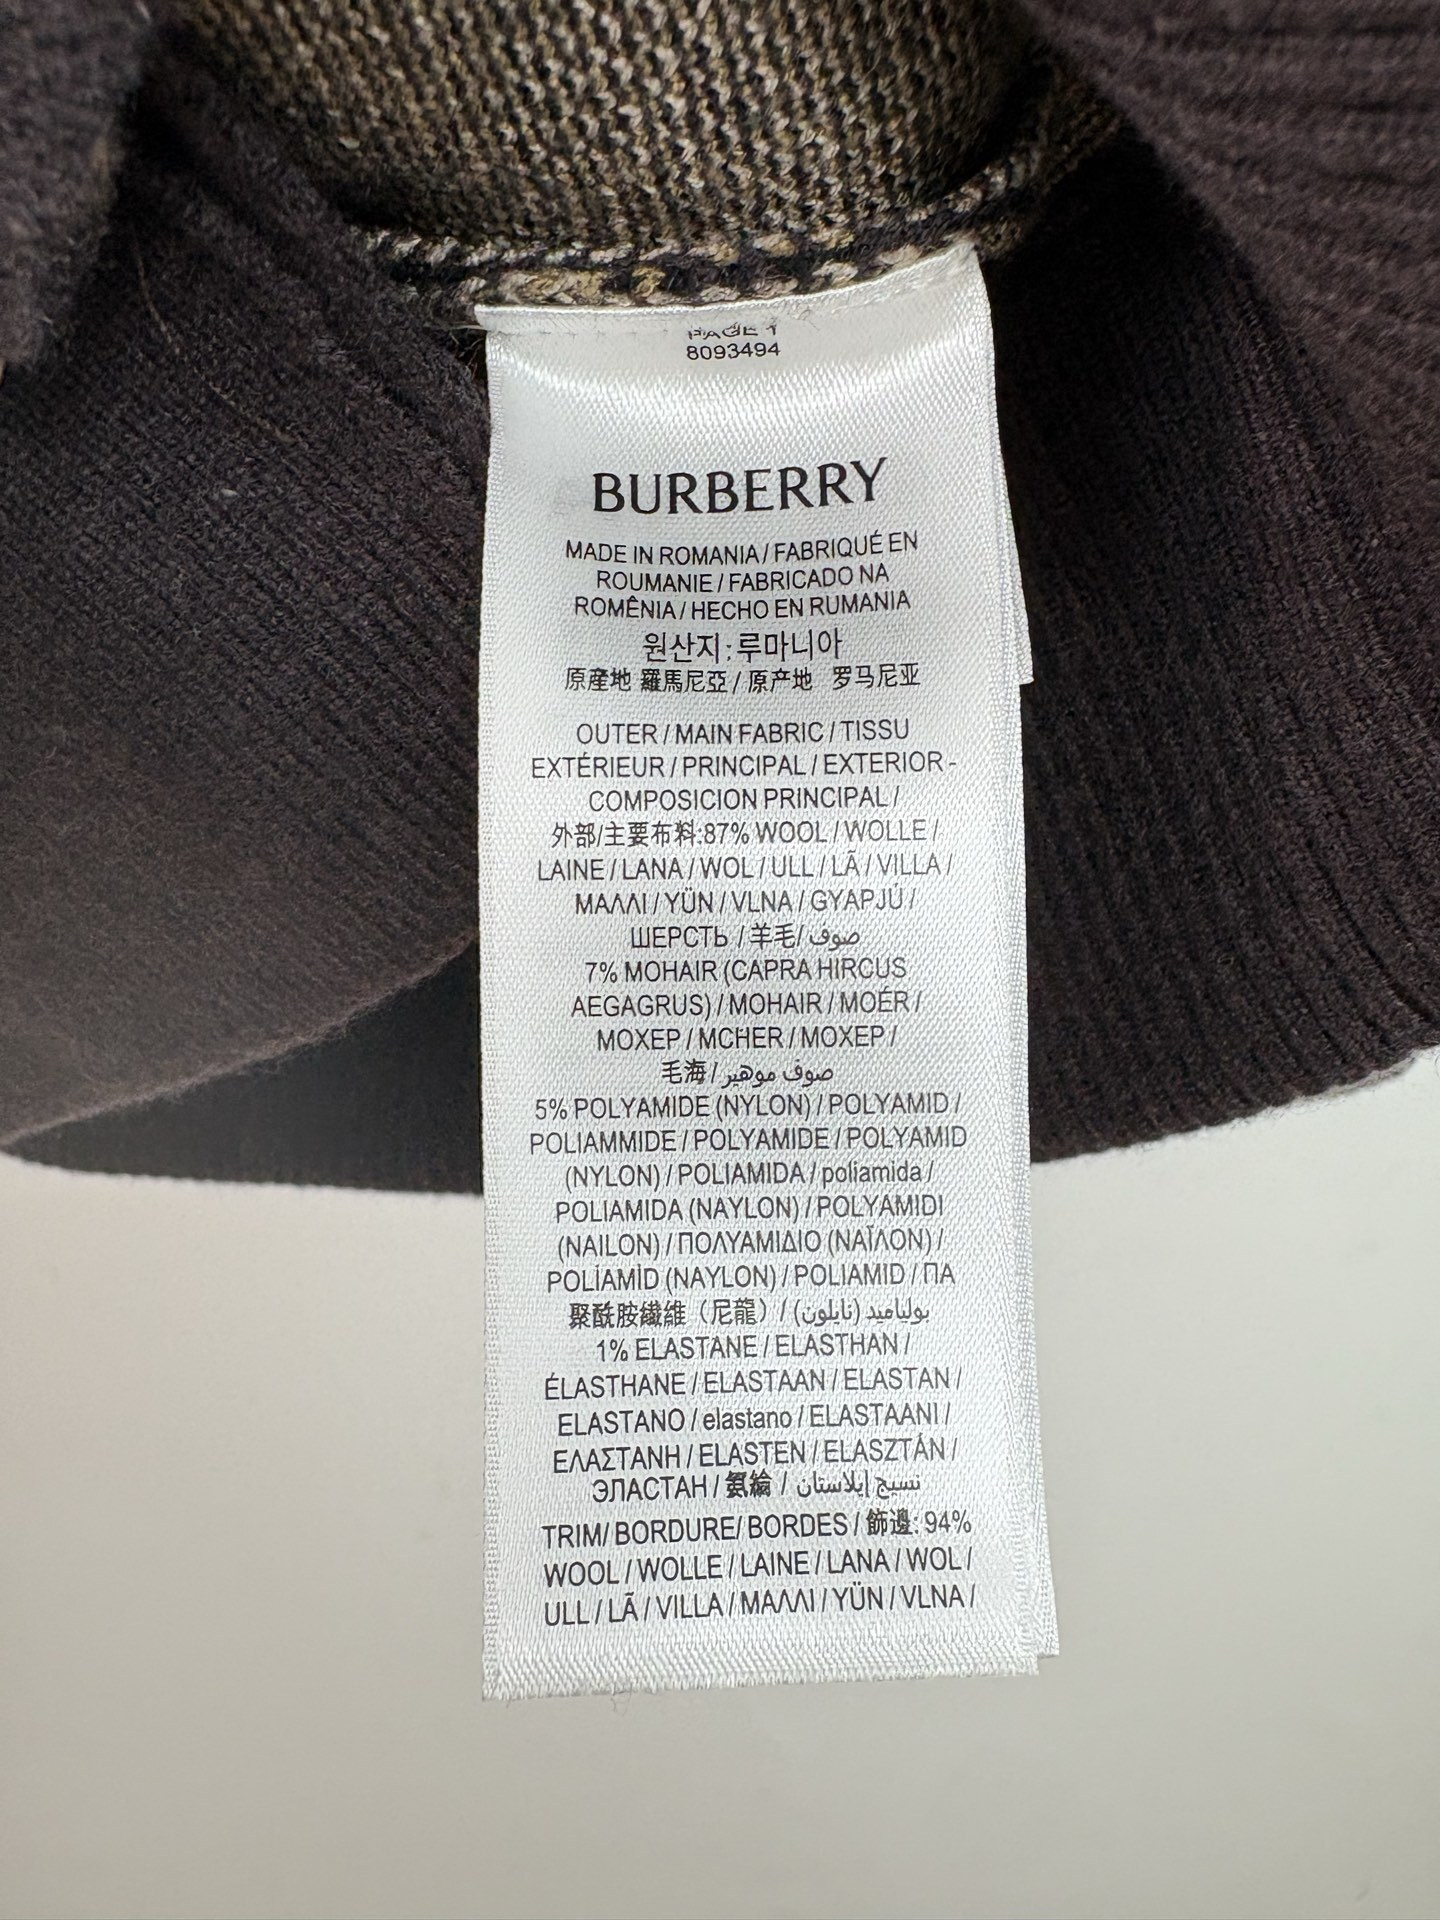 PAGE 1
8093494
BURBERRY
MADE IN ROMANIA / FABRIQUÉ EN
ROUMANIE / FABRICADO NA
ROMÊNIA / HECHO EN RUMANIA
원산지:루마니아
原産地 羅馬尼亞 / 原产地 罗马尼亚
OUTER / MAIN FABRIC / TISSU
EXTÉRIEUR / PRINCIPAL / EXTERIOR -
COMPOSICION PRINCIPAL /
外部/主要布料:87% WOOL / WOLLE /
LAINE / LANA / WOL / ULL / LÃ / VILLA /
ΜΑΛΛΙ / YÜN / VLNA / GYAPJÚ /
ШЕРСТЬ / 羊毛/ صوف
7% MOHAIR (CAPRA HIRCUS
AEGAGRUS) / MOHAIR / MOÉR /
ΜΟΧΕΡ / MCHER / МОХЕР /
毛海 / صوف موهير
5% POLYAMIDE (NYLON) / POLYAMID /
POLIAMMIDE / POLYAMIDE / POLYAMID
(NYLON) / POLIAMIDA / poliamida /
POLIAMIDA (NAYLON) / POLYAMIDI
(NAILON) / ΠΟΛΥΑΜΙΔΙΟ (ΝΑΪΛΟΝ) /
POLİAMİD (NAYLON) / POLIAMID / ПА
聚酰胺纖維（尼龍）/ بولياميد (نايلون)
1% ELASTANE / ELASTHAN /
ÉLASTHANE / ELASTAAN / ELASTAN /
ELASTANO / elastano / ELASTAANI /
ΕΛΑΣΤΑΝΗ / ELASTEN / ELASZTÁN /
ЭЛАСТАН / 氨綸 / نسيج إيلاستان
TRIM/ BORDURE/ BORDES / 飾邊: 94%
WOOL / WOLLE / LAINE / LANA / WOL /
ULL / LÃ / VILLA / ΜΑΛΛΙ / YÜN / VLNA /